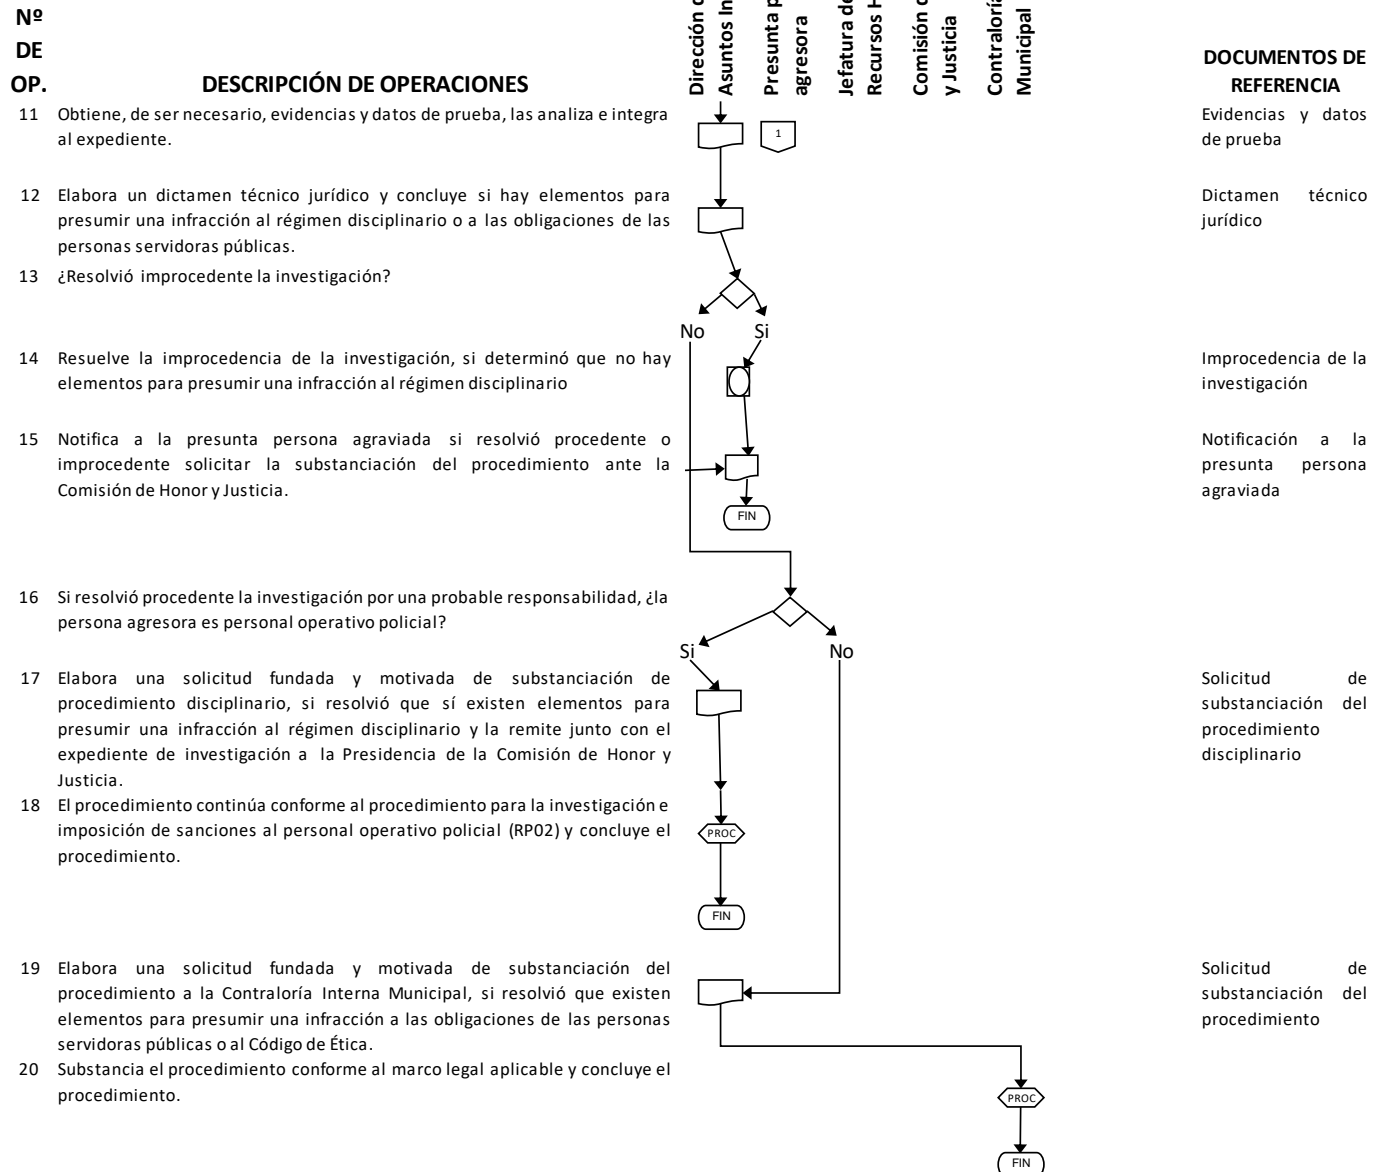 Nº
DE
OP.
DESCRIPCIÓN DE OPERACIONES
Dirección
Asuntos
Presunta
agresora
Jefatura de
Recursos
Comisión
y Justicia
Contraloría
Municipal
DOCUMENTOS DE
REFERENCIA
11 Obtiene, de ser necesario, evidencias y datos de prueba, las analiza e integra
al expediente.
1
Evidencias y datos
de prueba
12 Elabora un dictamen técnico jurídico y concluye si hay elementos para
presumir una infracción al régimen disciplinario o a las obligaciones de las
personas servidoras públicas.
Dictamen técnico
jurídico
13 ¿Resolvió improcedente la investigación?
No Si
14 Resuelve la improcedencia de la investigación, si determinó que no hay
elementos para presumir una infracción al régimen disciplinario
Improcedencia de la
investigación
15 Notifica a la presunta persona agraviada si resolvió procedente o
improcedente solicitar la substanciación del procedimiento ante la
Comisión de Honor y Justicia.
FIN
Notificación a la
presunta persona
agraviada
16 Si resolvió procedente la investigación por una probable responsabilidad, ¿la
persona agresora es personal operativo policial?
Si No
17 Elabora una solicitud fundada y motivada de substanciación de
procedimiento disciplinario, si resolvió que sí existen elementos para
presumir una infracción al régimen disciplinario y la remite junto con el
expediente de investigación a la Presidencia de la Comisión de Honor y
Justicia.
Solicitud de
substanciación del
procedimiento
disciplinario
18 El procedimiento continúa conforme al procedimiento para la investigación e
imposición de sanciones al personal operativo policial (RP02) y concluye el
procedimiento.
PROC
FIN
19 Elabora una solicitud fundada y motivada de substanciación del
procedimiento a la Contraloría Interna Municipal, si resolvió que existen
elementos para presumir una infracción a las obligaciones de las personas
servidoras públicas o al Código de Ética.
Solicitud de
substanciación del
procedimiento
20 Substancia el procedimiento conforme al marco legal aplicable y concluye el
procedimiento.
PROC
FIN